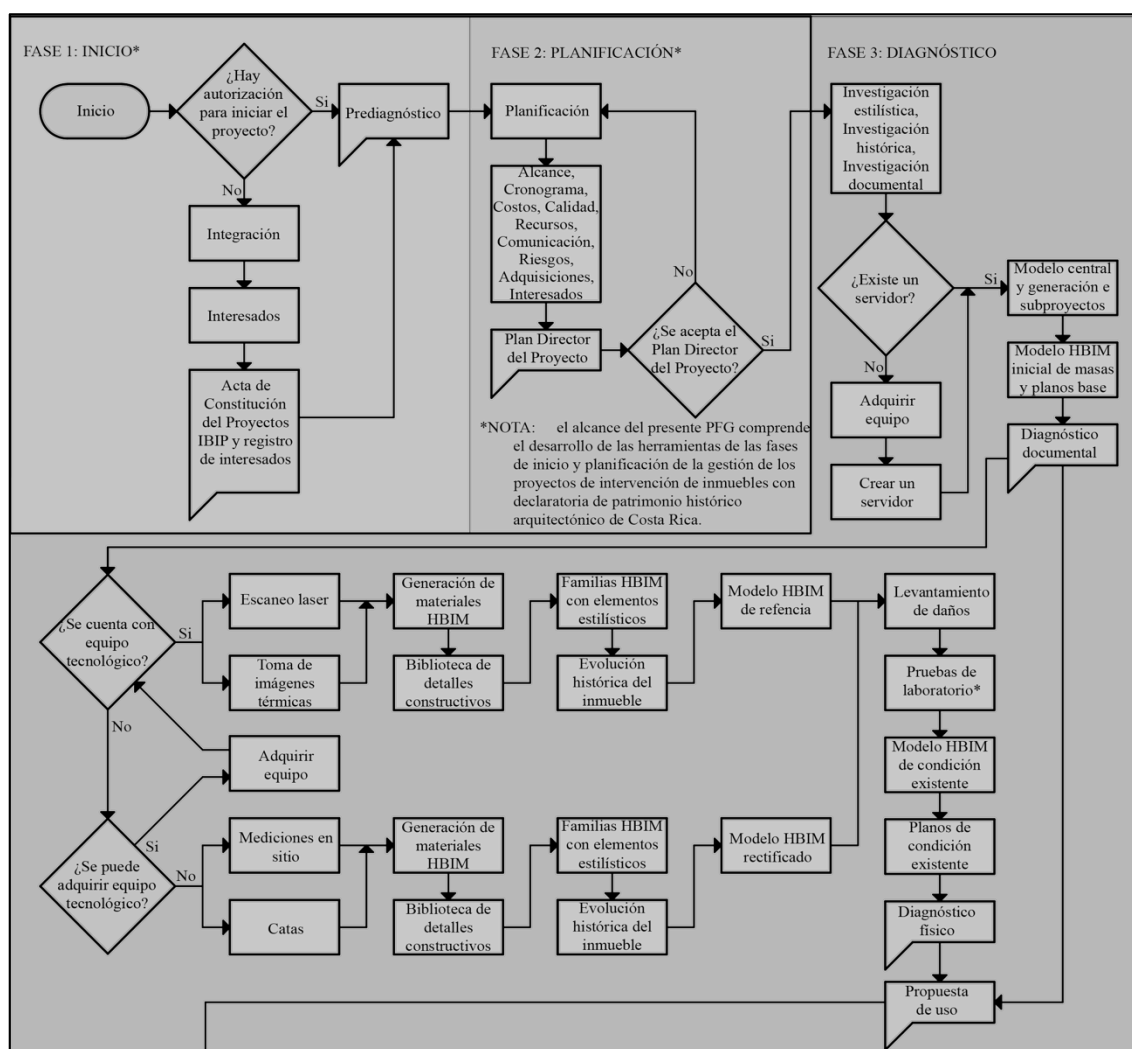 FASE 1: INICIO*
Inicio
¿Hay
autorización
para iniciar el
proyecto?
Si
No
Prediagnóstico
Integración
Interesados
Acta de
Constitución
del Proyectos
IBIP y registro
de interesados
FASE 2: PLANIFICACIÓN*
Planificación
Alcance,
Cronograma,
Costos, Calidad,
Recursos,
Comunicación,
Riesgos,
Adquisiciones,
Interesados
Plan Director
del Proyecto
No
¿Se acepta el
Plan Director
del Proyecto?
Si
*NOTA: el alcance del presente PFG comprende
el desarrollo de las herramientas de las fases
de inicio y planificación de la gestión de los
proyectos de intervención de inmuebles con
declaratoria de patrimonio histórico
arquitectónico de Costa Rica.
FASE 3: DIAGNÓSTICO
Investigación
estilística,
Investigación
histórica,
Investigación
documental
¿Existe un
servidor?
Si
No
Adquirir
equipo
Crear un
servidor
Modelo central
y generación e
subproyectos
Modelo HBIM
inicial de masas
y planos base
Diagnóstico
documental
¿Se cuenta con
equipo
tecnológico?
Si
No
Escaneo laser
Toma de
imágenes
térmicas
Generación de
materiales
HBIM
Biblioteca de
detalles
constructivos
Familias HBIM
con elementos
estilísticos
Evolución
histórica del
inmueble
Modelo HBIM
de refencia
Adquirir
equipo
¿Se puede
adquirir equipo
tecnológico?
Si
No
Mediciones en
sitio
Catas
Generación de
materiales
HBIM
Biblioteca de
detalles
constructivos
Familias HBIM
con elementos
estilísticos
Evolución
histórica del
inmueble
Modelo HBIM
rectificado
Levantamiento
de daños
Pruebas de
laboratorio*
Modelo HBIM
de condición
existente
Planos de
condición
existente
Diagnóstico
físico
Propuesta
de uso